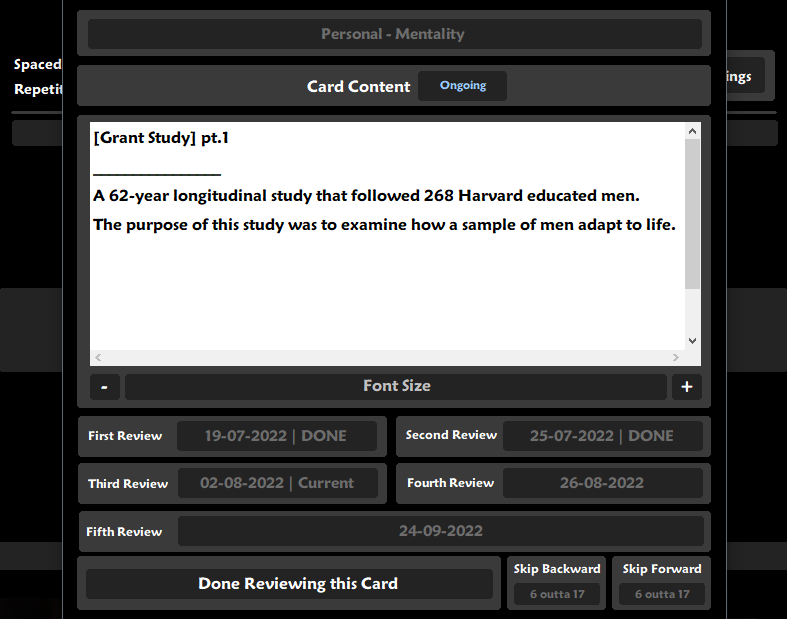 Personal - Mentality
Spaced
Repetit
ings
Card Content
Ongoing
[Grant Study] pt.1
________________
A 62-year longitudinal study that followed 268 Harvard educated men.
The purpose of this study was to examine how a sample of men adapt to life.
-
Font Size
+
First Review
19-07-2022 | DONE
Second Review
25-07-2022 | DONE
Third Review
02-08-2022 | Current
Fourth Review
26-08-2022
Fifth Review
24-09-2022
Done Reviewing this Card
Skip Backward
6 outta 17
Skip Forward
6 outta 17